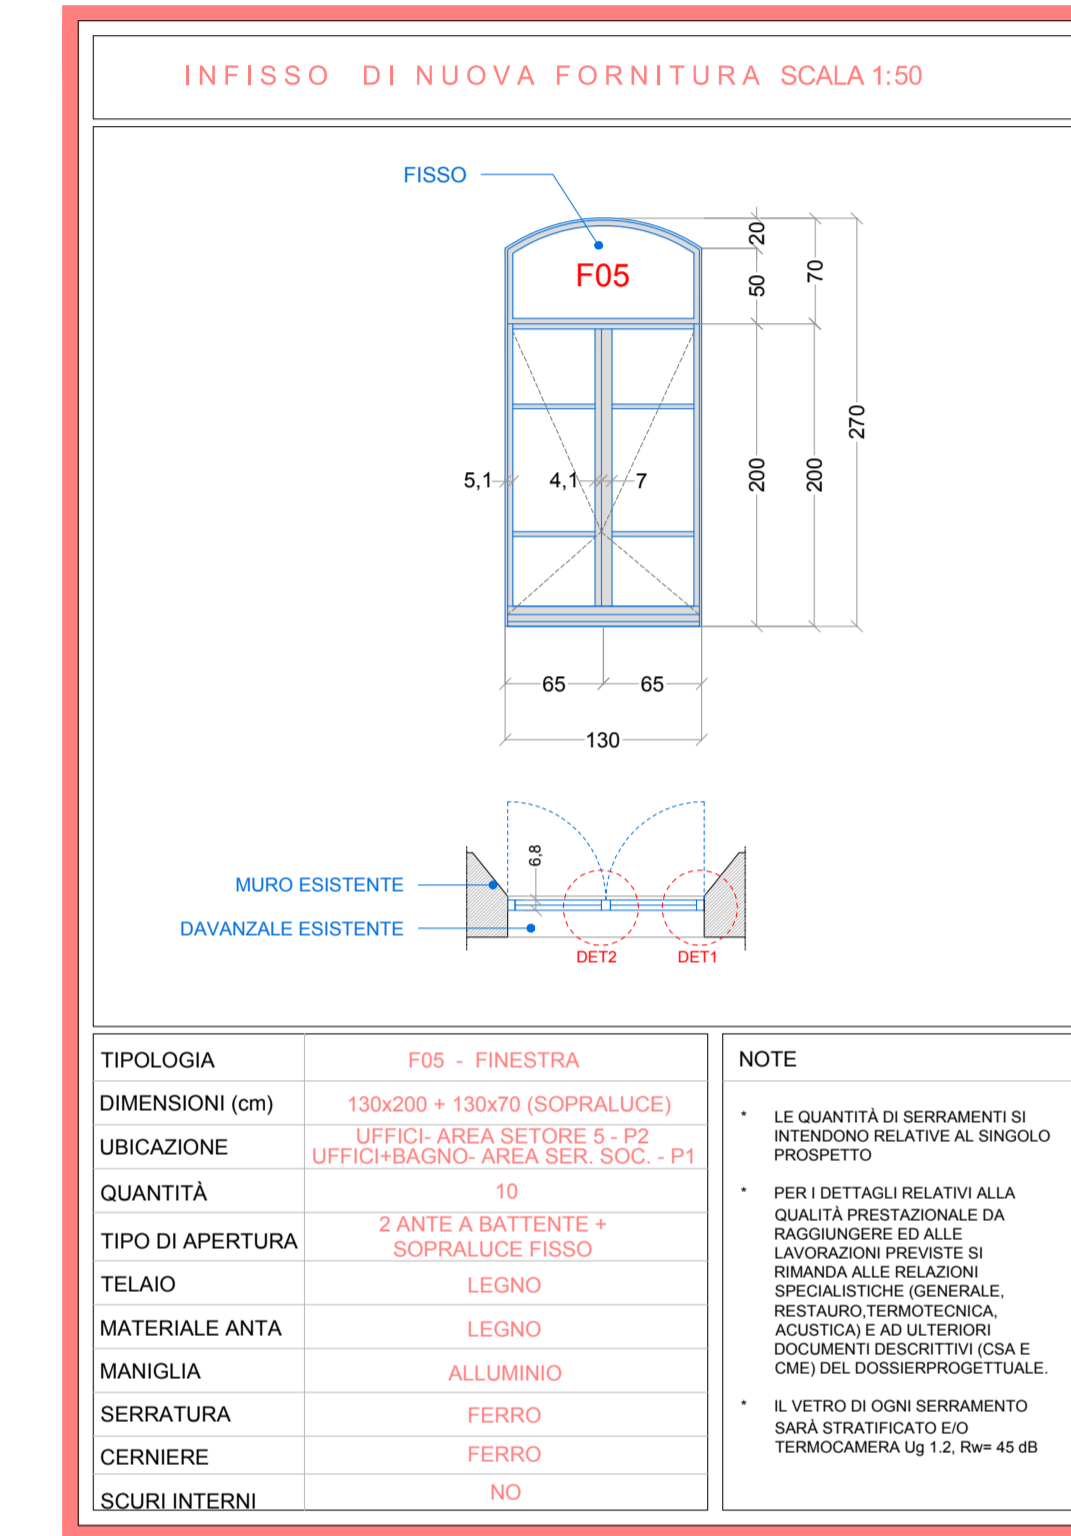 INFISSO DI NUOVA FORNITURA SCALA 1:50
FISSO
F05
20
50
70
270
200
200
5,1
4,1
7
65
65
130
6,8
MURO ESISTENTE
DAVANZALE ESISTENTE
DET2
DET1
TIPOLOGIA
F05 - FINESTRA
DIMENSIONI (cm)
130x200 + 130x70 (SOPRALUCE)
UBICAZIONE
UFFICI- AREA SETORE 5 - P2
UFFICI+BAGNO- AREA SER. SOC. - P1
QUANTITÀ
10
TIPO DI APERTURA
2 ANTE A BATTENTE +
SOPRALUCE FISSO
TELAIO
LEGNO
MATERIALE ANTA
LEGNO
MANIGLIA
ALLUMINIO
SERRATURA
FERRO
CERNIERE
FERRO
SCURI INTERNI
NO
NOTE
* LE QUANTITÀ DI SERRAMENTI SI
INTENDONO RELATIVE AL SINGOLO
PROSPETTO
* PER I DETTAGLI RELATIVI ALLA
QUALITÀ PRESTAZIONALE DA
RAGGIUNGERE ED ALLE
LAVORAZIONI PREVISTE SI
RIMANDA ALLE RELAZIONI
SPECIALISTICHE (GENERALE,
RESTAURO,TERMOTECNICA,
ACUSTICA) E AD ULTERIORI
DOCUMENTI DESCRITTIVI (CSA E
CME) DEL DOSSIERPROGETTUALE.
* IL VETRO DI OGNI SERRAMENTO
SARÀ STRATIFICATO E/O
TERMOCAMERA Ug 1.2, Rw= 45 dB